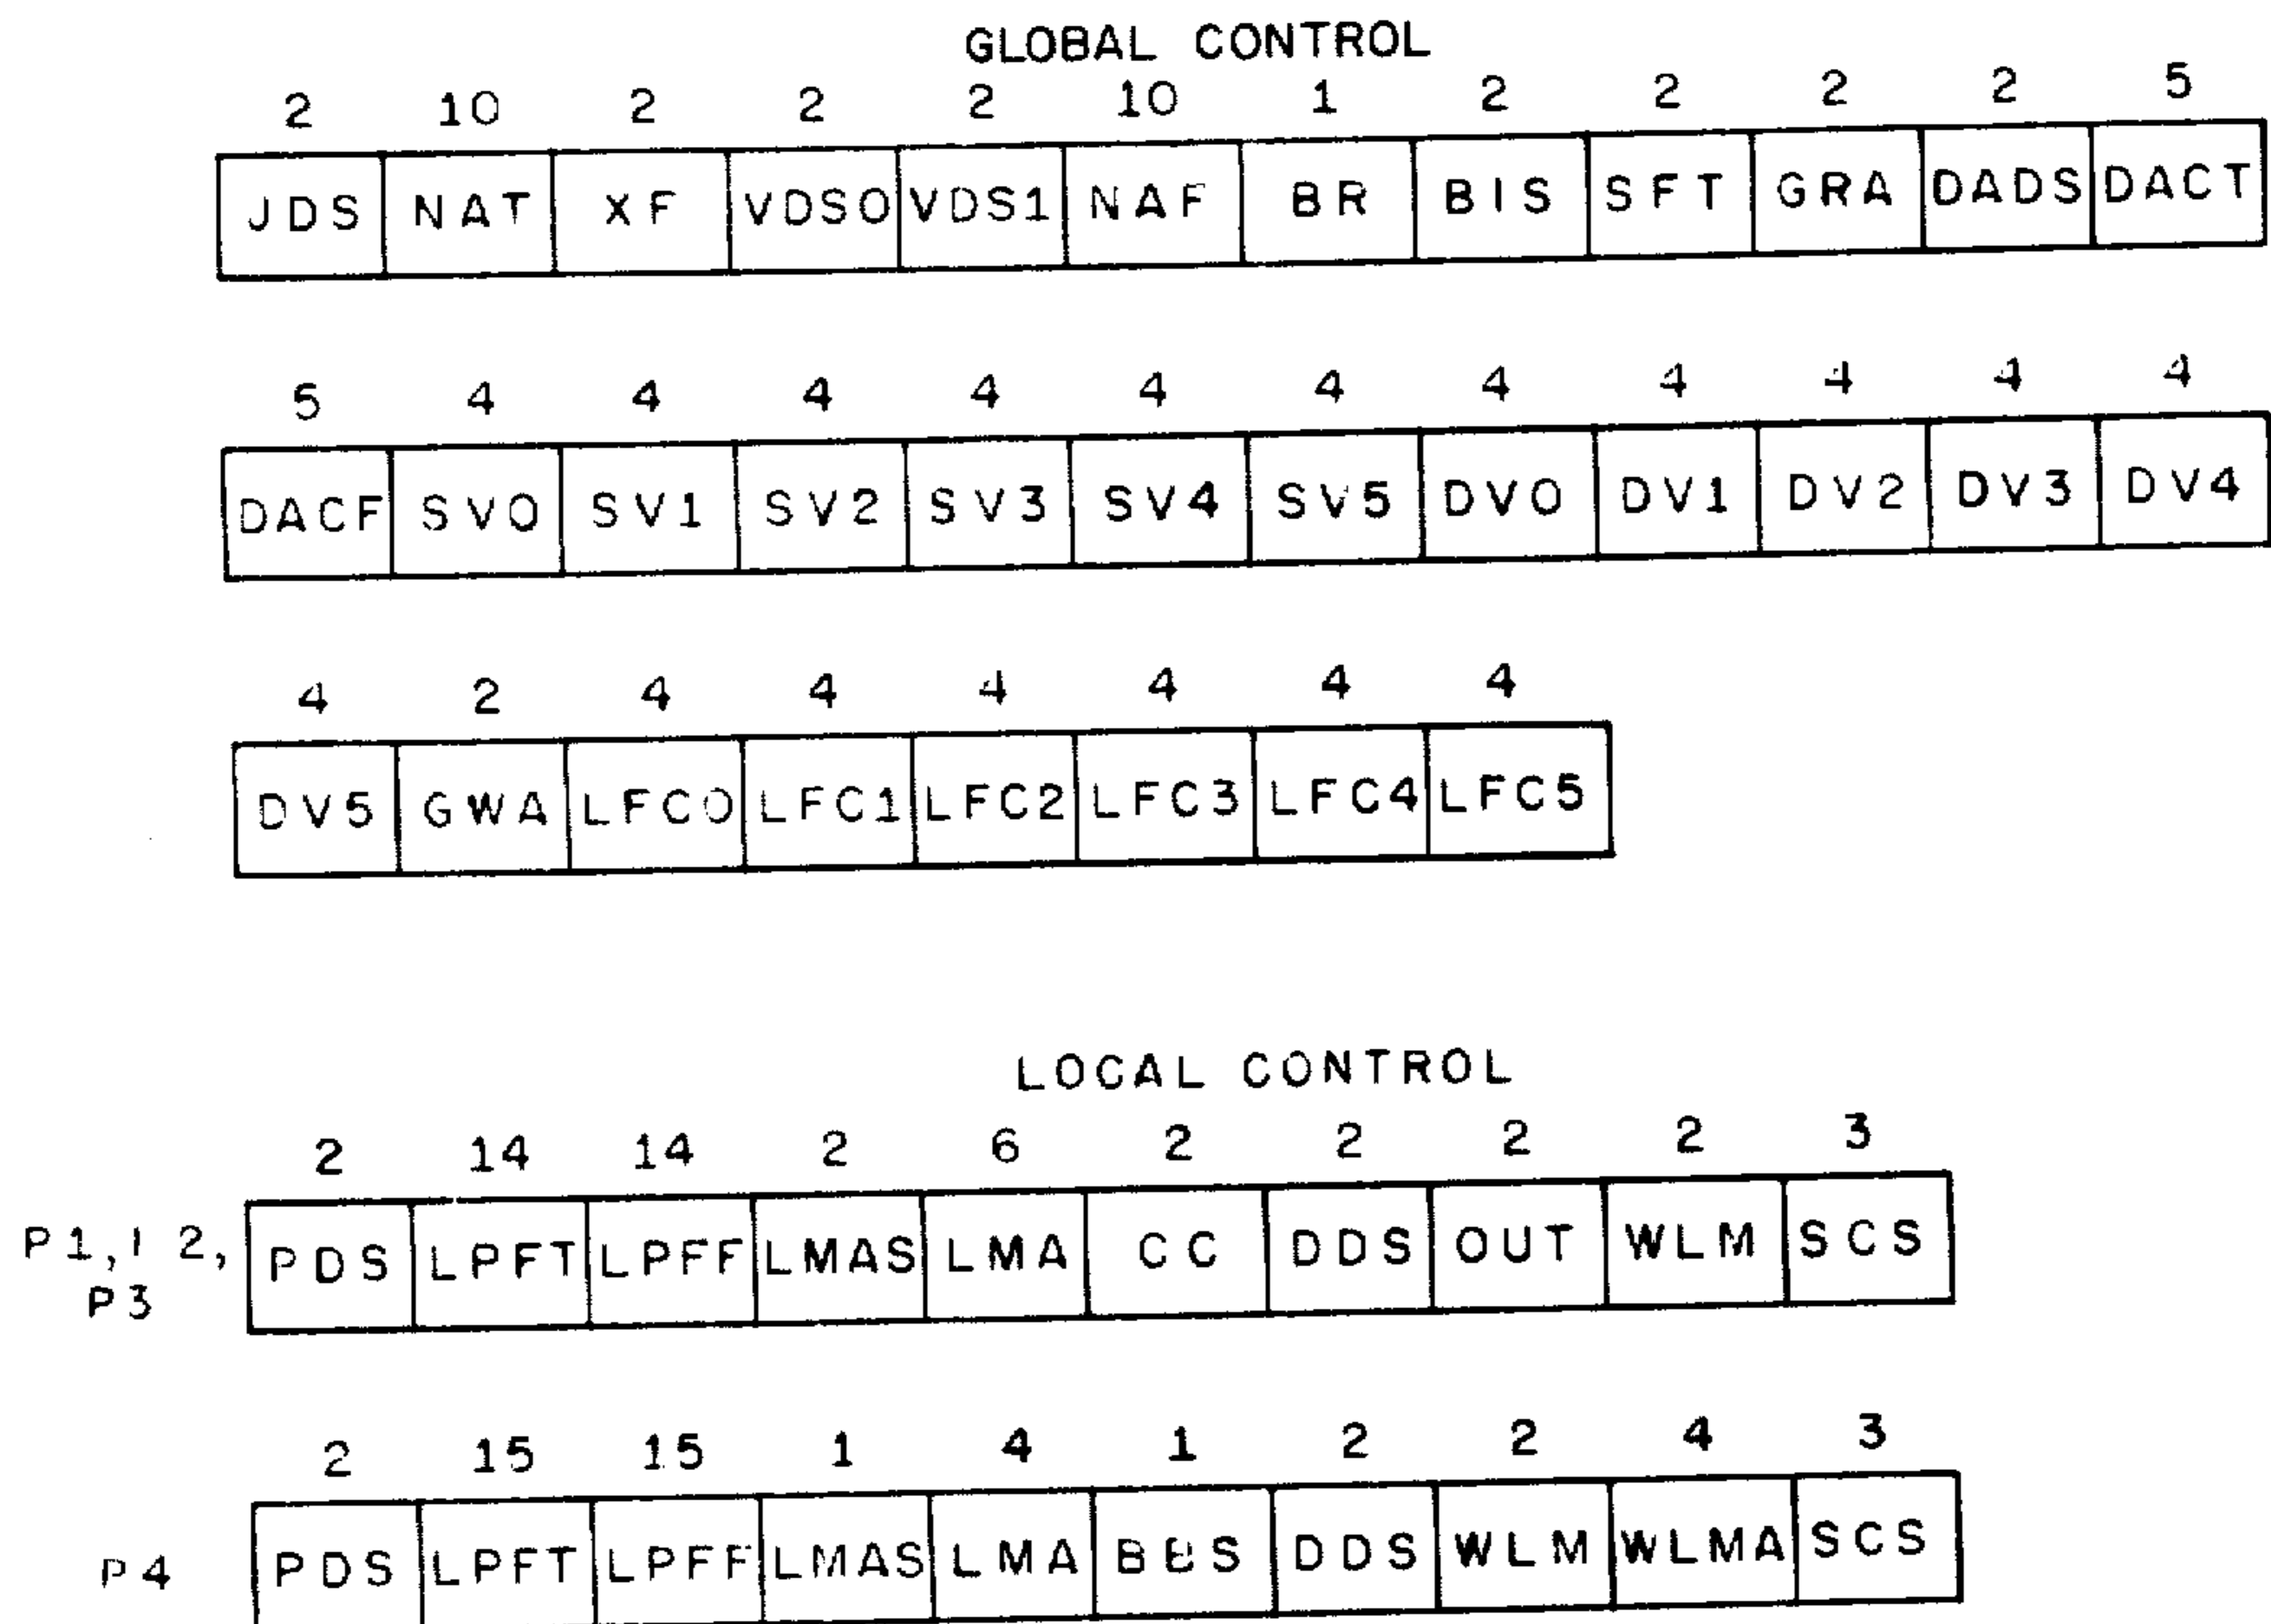 GLOBAL CONTROL
2 10 2 2 2 10 1 2 2 2 2 5
JDS NAT XF VDS0 VDS1 NAF BR BIS SFT GRA DADS DACT
5 4 4 4 4 4 4 4 4 4 4 4
DACF SV0 SV1 SV2 SV3 SV4 SV5 DV0 DV1 DV2 DV3 DV4
4 2 4 4 4 4 4 4
DV5 GWA LFC0 LFC1 LFC2 LFC3 LFC4 LFC5
LOCAL CONTROL
2 14 14 2 6 2 2 2 2 3
P1, 2,
P3
PDS LPFT LPFF LMAS LMA CC DDS OUT WLM SCS
2 15 15 1 4 1 2 2 4 3
P4 PDS LPFT LPFF LMAS LMA BBS DDS WLM WLMA SCS